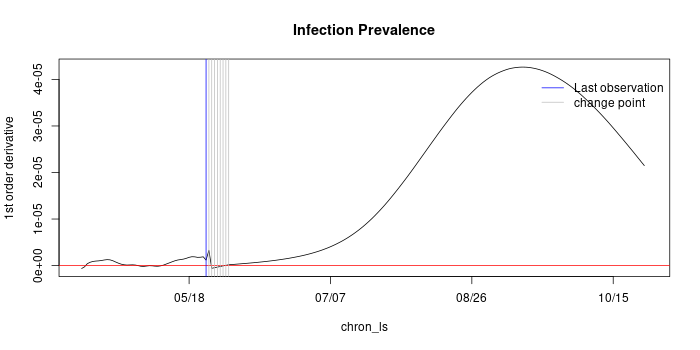 Infection Prevalence
1st order derivative
4e-05
3e-05
2e-05
1e-05
0e+00
Last observation
change point
05/18
07/07
08/26
10/15
chron_ls